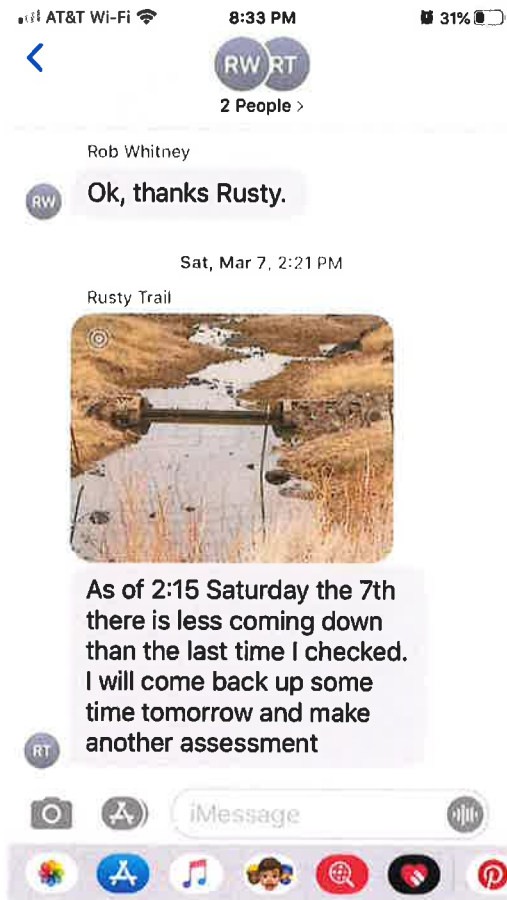 AT&T Wi-Fi 8:33 PM 31%
RW RT
2 People >
Rob Whitney
RW
Ok, thanks Rusty.
Sat, Mar 7, 2:21 PM
Rusty Trail
As of 2:15 Saturday the 7th
there is less coming down
than the last time I checked.
I will come back up some
time tomorrow and make
another assessment
RT
iMessage